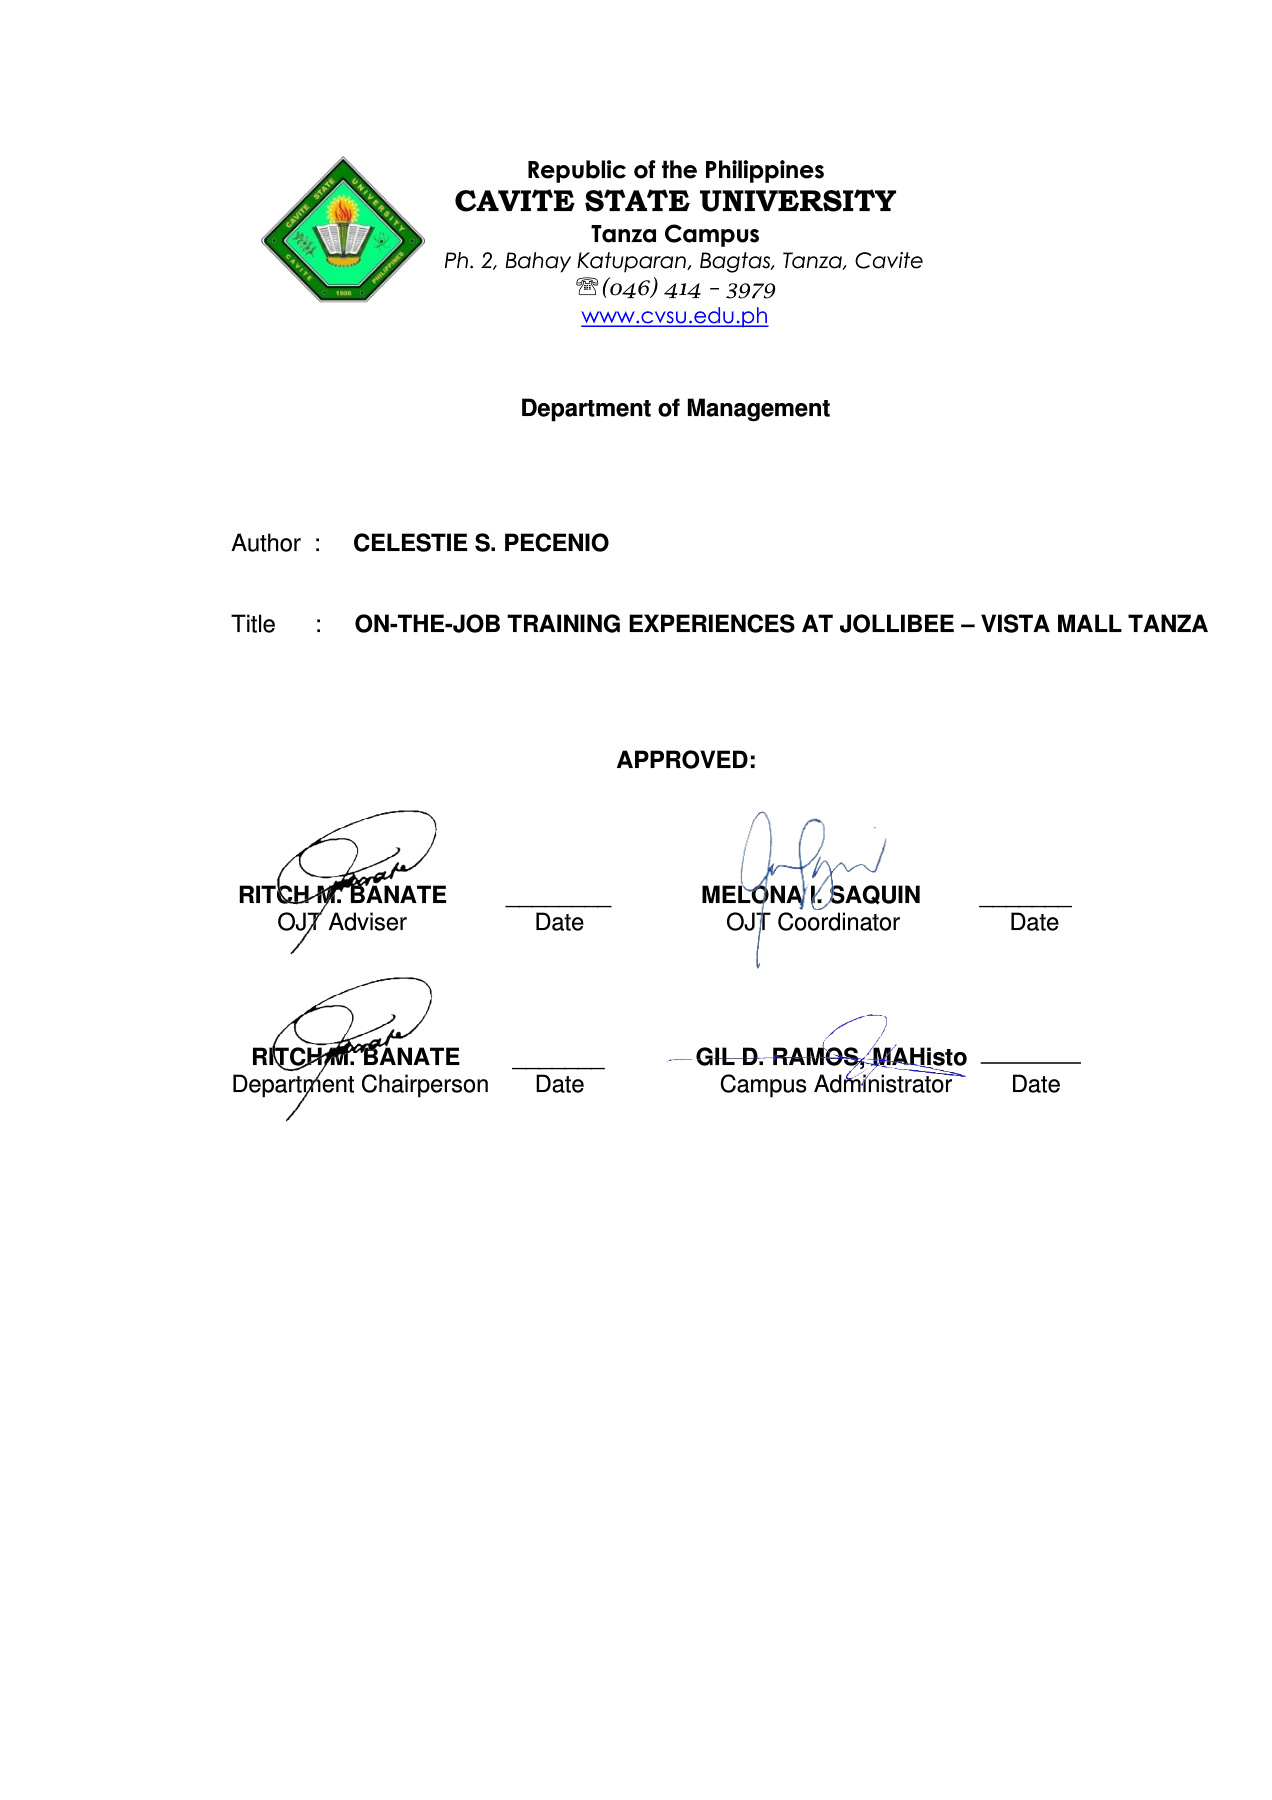 Republic of the Philippines
CAVITE STATE UNIVERSITY
Tanza Campus
Ph. 2, Bahay Katuparan, Bagtas, Tanza, Cavite
☏(046) 414 – 3979
www.cvsu.edu.ph
CAVITE STATE UNIVERSITY
CAVITE PHILIPPINES
1906
Department of Management
Author : CELESTIE S. PECENIO
Title : ON-THE-JOB TRAINING EXPERIENCES AT JOLLIBEE – VISTA MALL TANZA
APPROVED:
RITCH M. BANATE ________ MELONA I. SAQUIN _______
OJT Adviser Date OJT Coordinator Date
RITCH M. BANATE _______ GIL D. RAMOS, MAHisto ________
Department Chairperson Date Campus Administrator Date